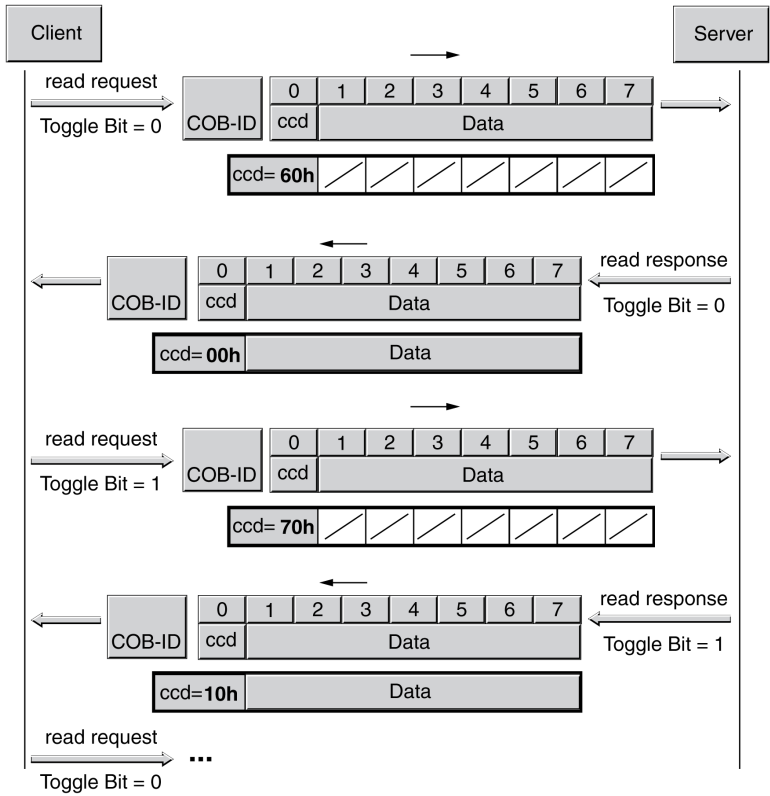 Client
Server
read request
Toggle Bit = 0
COB-ID
0 1 2 3 4 5 6 7
ccd Data
ccd= 60h
read response
Toggle Bit = 0
COB-ID
0 1 2 3 4 5 6 7
ccd Data
ccd= 00h Data
read request
Toggle Bit = 1
COB-ID
0 1 2 3 4 5 6 7
ccd Data
ccd= 70h
read response
Toggle Bit = 1
COB-ID
0 1 2 3 4 5 6 7
ccd Data
ccd=10h Data
read request
Toggle Bit = 0
...